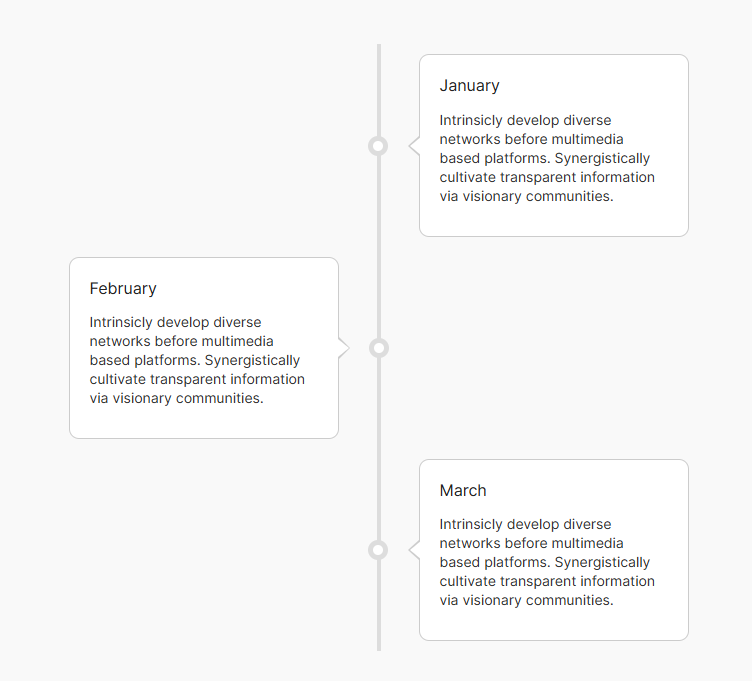 January
Intrinsicly develop diverse
networks before multimedia
based platforms. Synergistically
cultivate transparent information
via visionary communities.
February
Intrinsicly develop diverse
networks before multimedia
based platforms. Synergistically
cultivate transparent information
via visionary communities.
March
Intrinsicly develop diverse
networks before multimedia
based platforms. Synergistically
cultivate transparent information
via visionary communities.